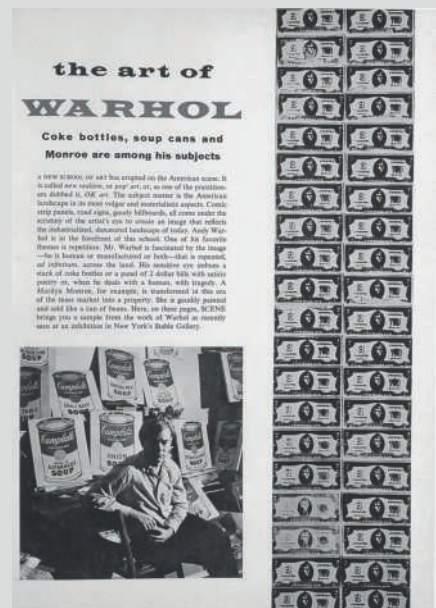 the art of
WARHOL
Coke bottles, soup cans and
Monroe are among his subjects
A NEW SCHOOL OF ART has erupted on the American scene. It
is called new realism, or pop' art, or, as one of the practition-
ers dubbed it, OK art. The subject matter is the American
landscape in its most vulgar and materialistic aspects. Comic
strip panels, road signs, gaudy billboards, all come under the
scrutiny of the artist's eye to create an image that reflects
the industrialized, denatured landscape of today. Andy War-
hol is in the forefront of this school. One of his favorite
themes is repetition. Mr. Warhol is fascinated by the image
—be it human or manufactured or both—that is repeated,
ad infinitum, across the land. His sensitive eye imbues a
stack of coke bottles or a panel of 2 dollar bills with satiric
poetry or, when he deals with a human, with tragedy. A
Marilyn Monroe, for example, is transformed in this era
of the mass market into a property. She is gaudily painted
and sold like a can of beans. Here, on these pages, SCENE
brings you a sample from the work of Warhol as recently
seen at an exhibition in New York's Stable Gallery.
Campbell's
SOUP
Campbell's
SOUP
Campbell's
SOUP
Campbell's
ONION
SOUP
Campbell's
SOUP